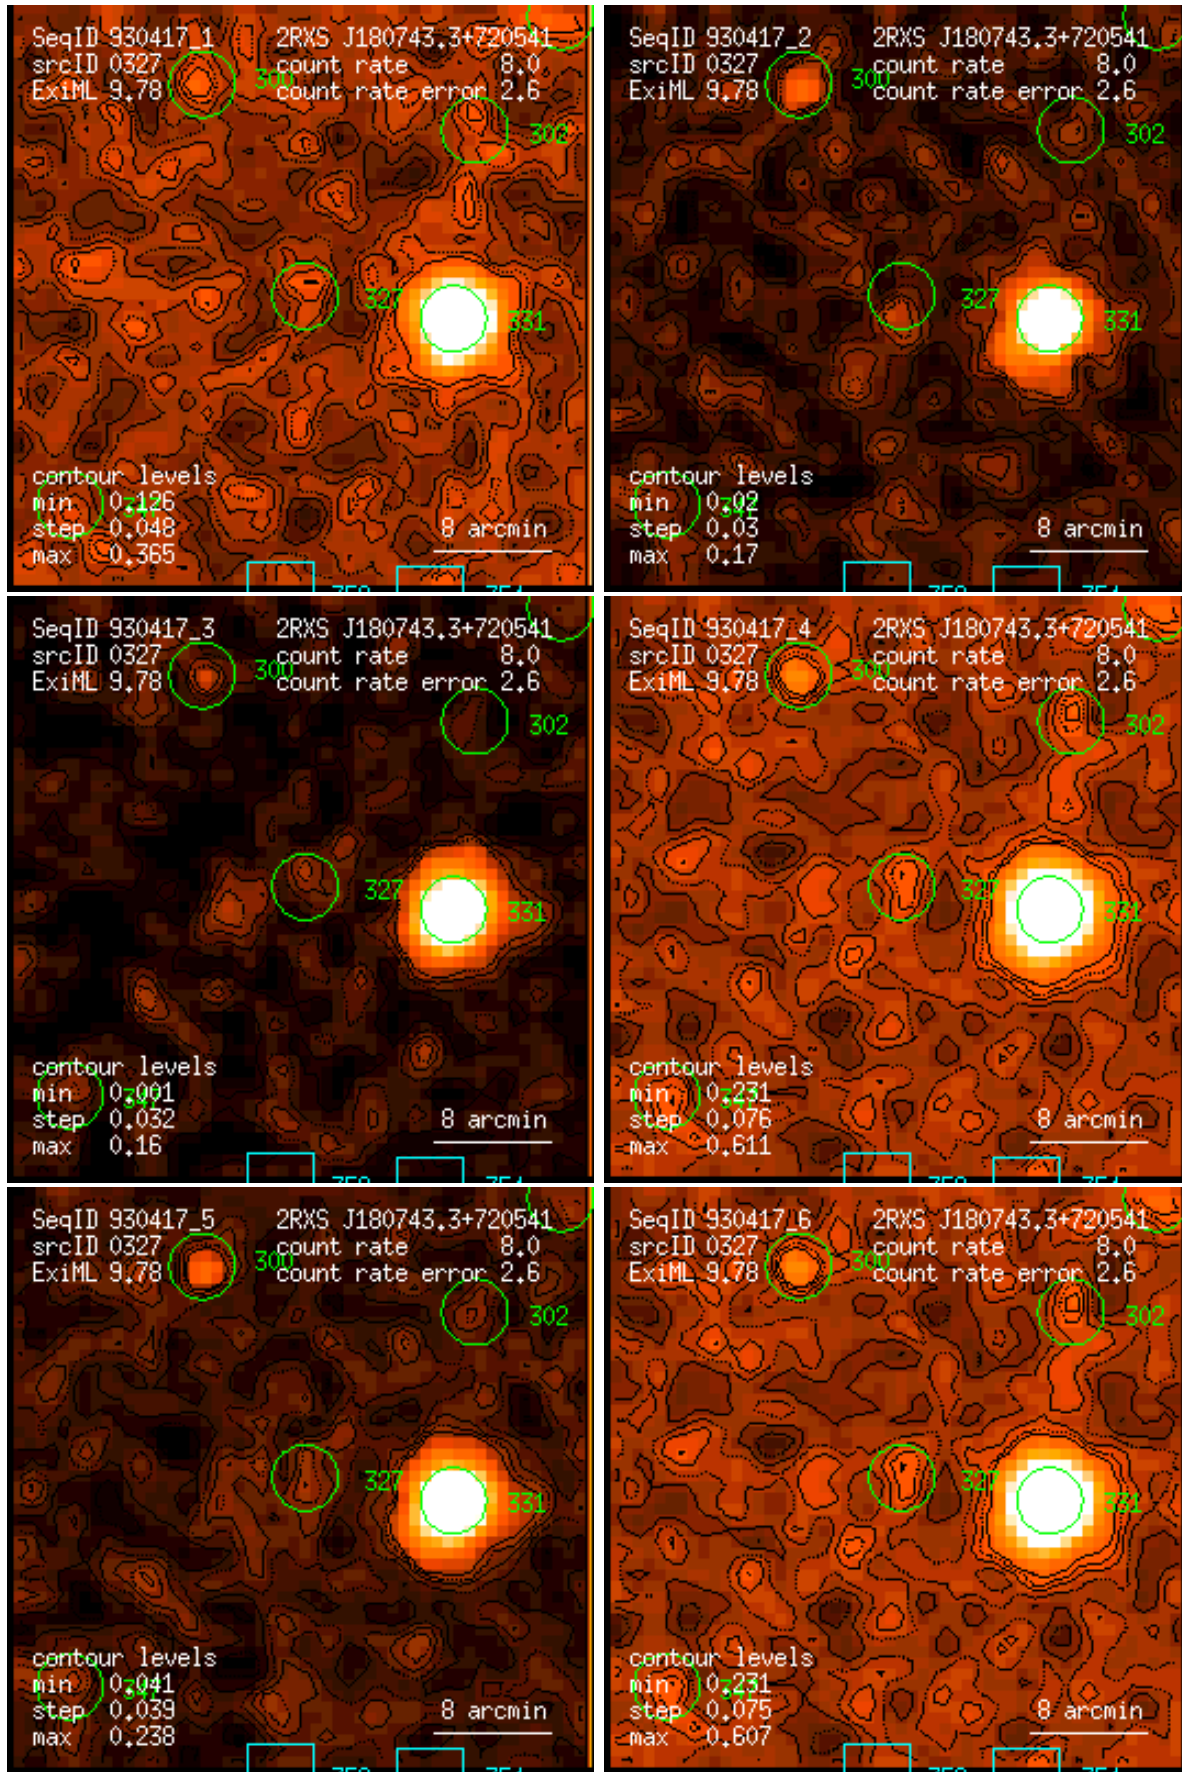 SeqID 930417_1 2RXS J180743.3+720541
srcID 0327 300 count rate 8.0
ExiML 9.78 count rate error 2.6
302
327
331
contour levels
min 0.126
step 0.048 8 arcmin
max 0.365
SeqID 930417_2 2RXS J180743.3+720541
srcID 0327 300 count rate 8.0
ExiML 9.78 count rate error 2.6
302
327
331
contour levels
min 0.02
step 0.03 8 arcmin
max 0.17
SeqID 930417_3 2RXS J180743.3+720541
srcID 0327 300 count rate 8.0
ExiML 9.78 count rate error 2.6
302
327
331
contour levels
min 0.001
step 0.032 8 arcmin
max 0.16
SeqID 930417_4 2RXS J180743.3+720541
srcID 0327 300 count rate 8.0
ExiML 9.78 count rate error 2.6
302
327
331
contour levels
min 0.231
step 0.076 8 arcmin
max 0.611
SeqID 930417_5 2RXS J180743.3+720541
srcID 0327 300 count rate 8.0
ExiML 9.78 count rate error 2.6
302
327
331
contour levels
min 0.041
step 0.039 8 arcmin
max 0.238
SeqID 930417_6 2RXS J180743.3+720541
srcID 0327 300 count rate 8.0
ExiML 9.78 count rate error 2.6
302
327
331
contour levels
min 0.231
step 0.075 8 arcmin
max 0.607